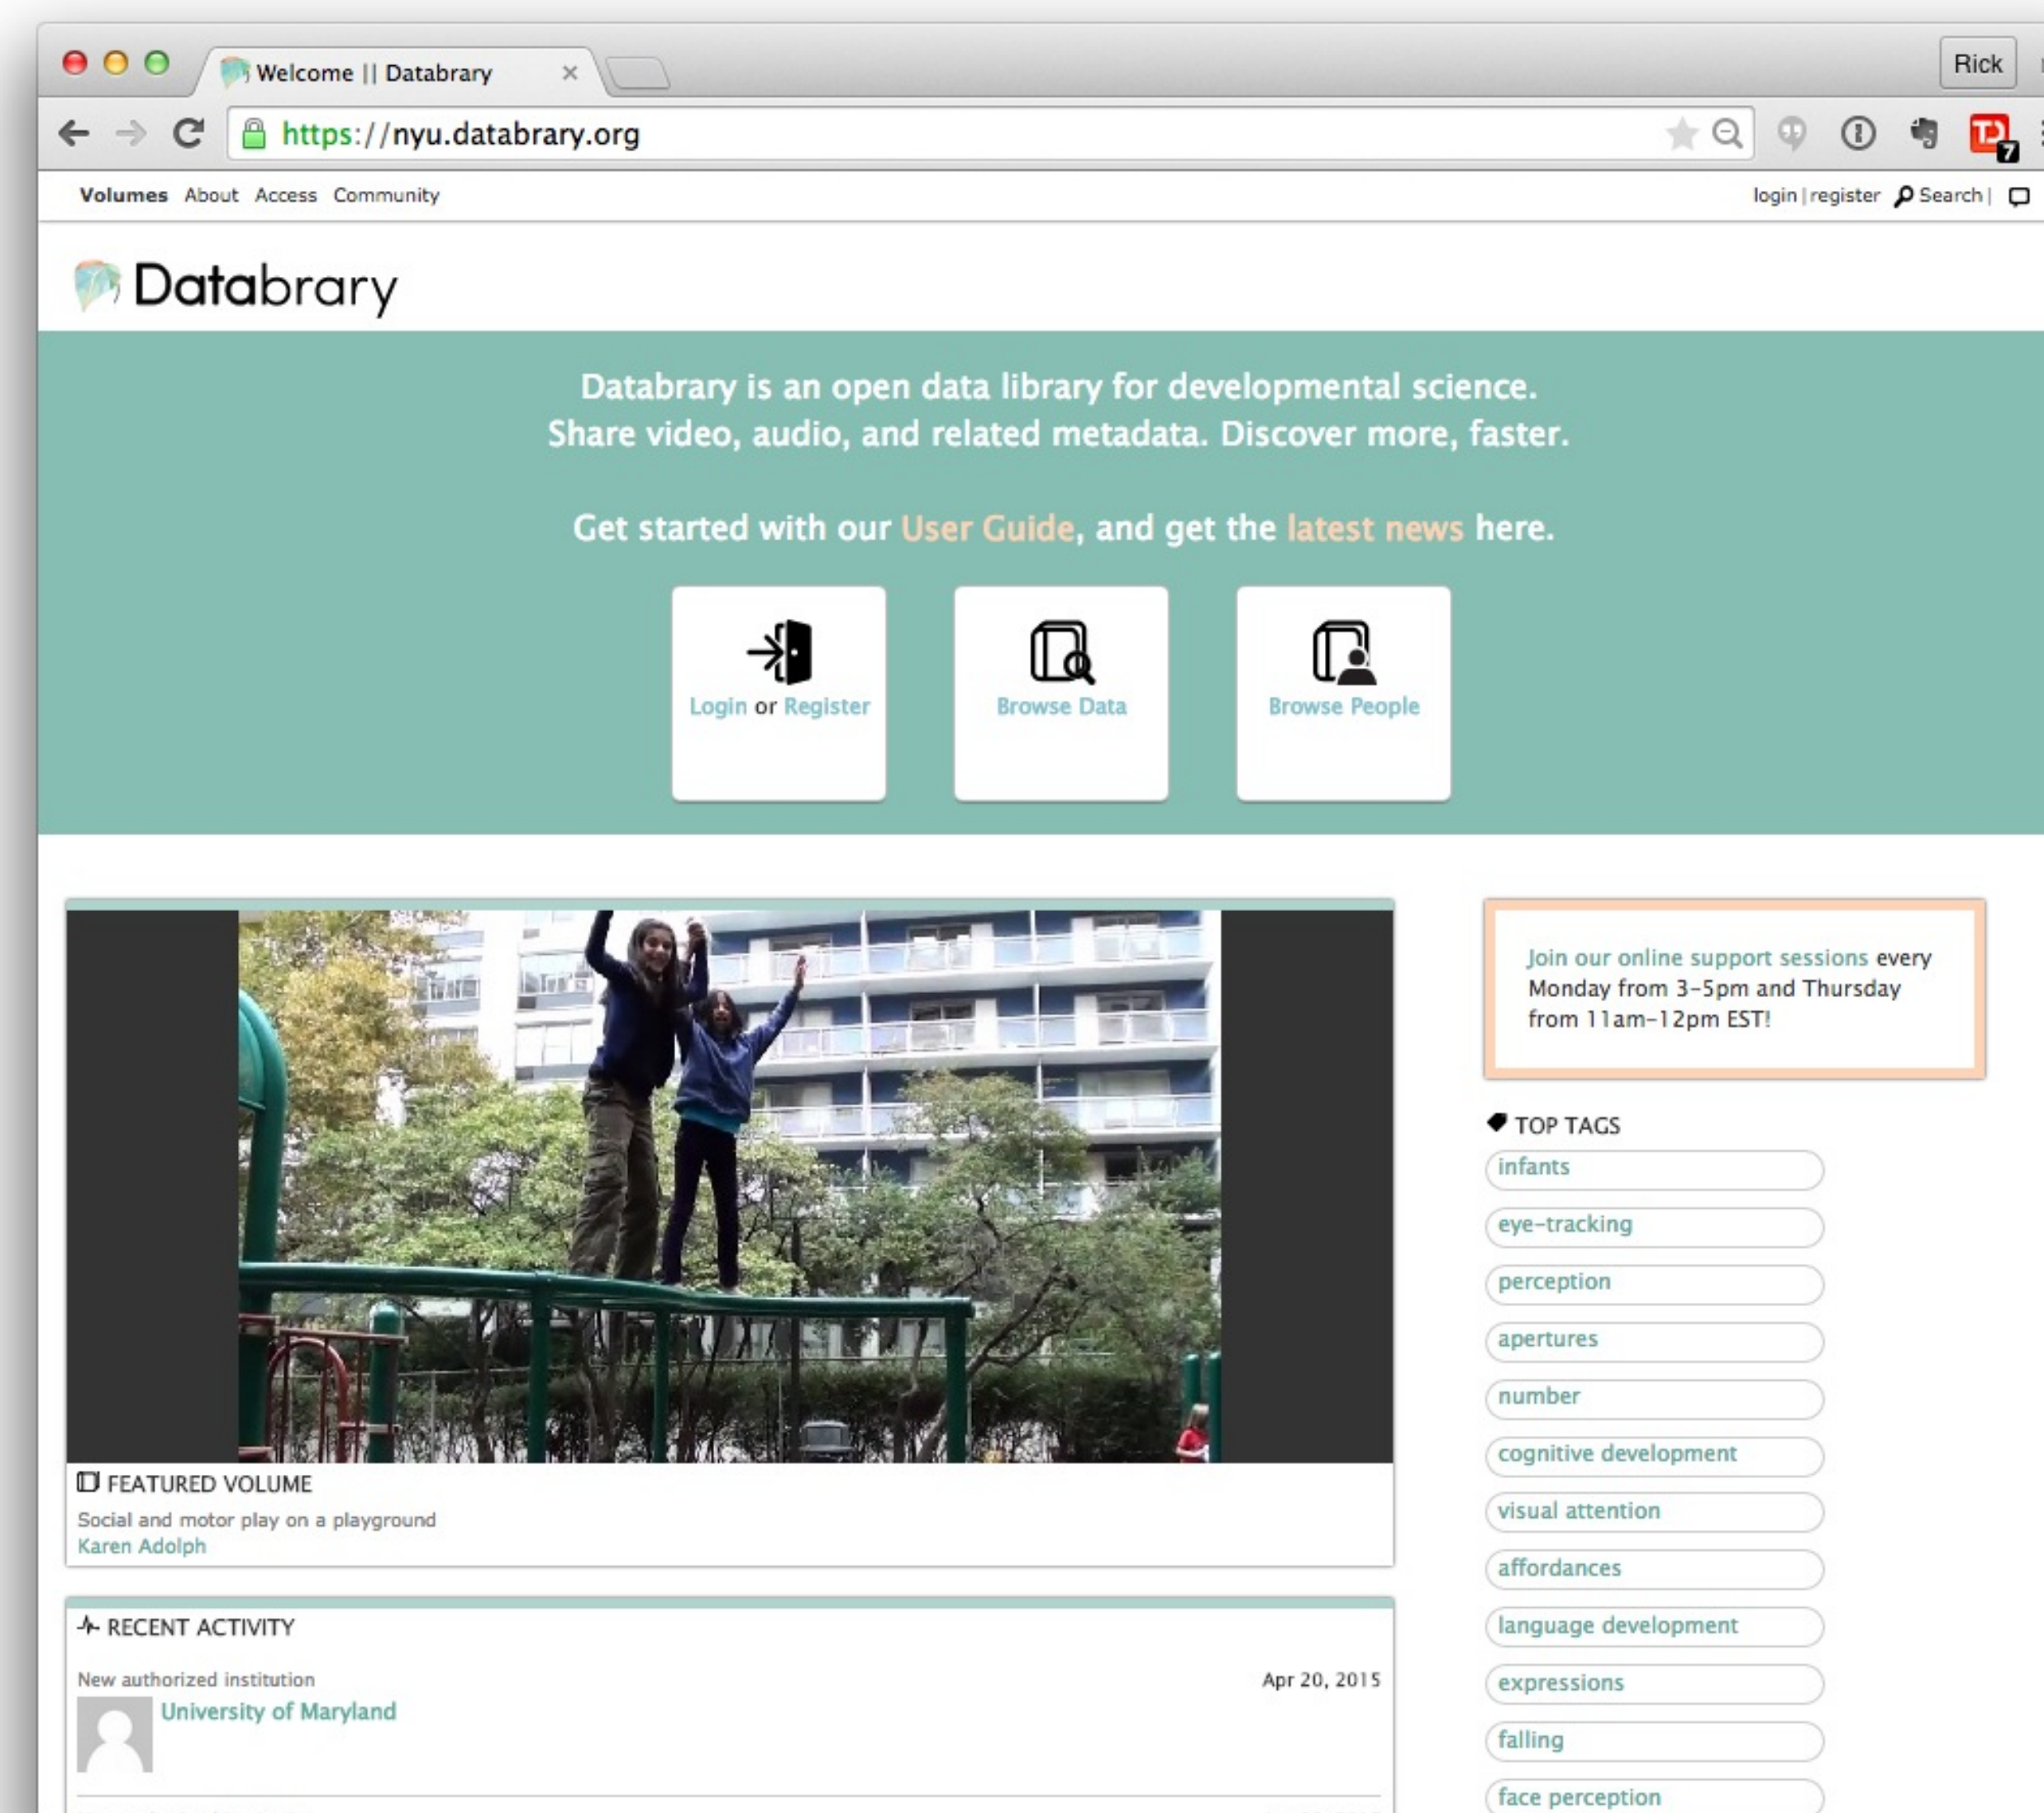 Welcome || Databrary
Rick
https://nyu.databrary.org
7
Volumes About Access Community
login | register Search |
Databrary
Databrary is an open data library for developmental science.
Share video, audio, and related metadata. Discover more, faster.
Get started with our User Guide, and get the latest news here.
Login or Register
Browse Data
Browse People
Join our online support sessions every
Monday from 3-5pm and Thursday
from 11am-12pm EST!
FEATURED VOLUME
Social and motor play on a playground
Karen Adolph
RECENT ACTIVITY
New authorized institution
Apr 20, 2015
University of Maryland
TOP TAGS
infants
eye-tracking
perception
apertures
number
cognitive development
visual attention
affordances
language development
expressions
falling
face perception